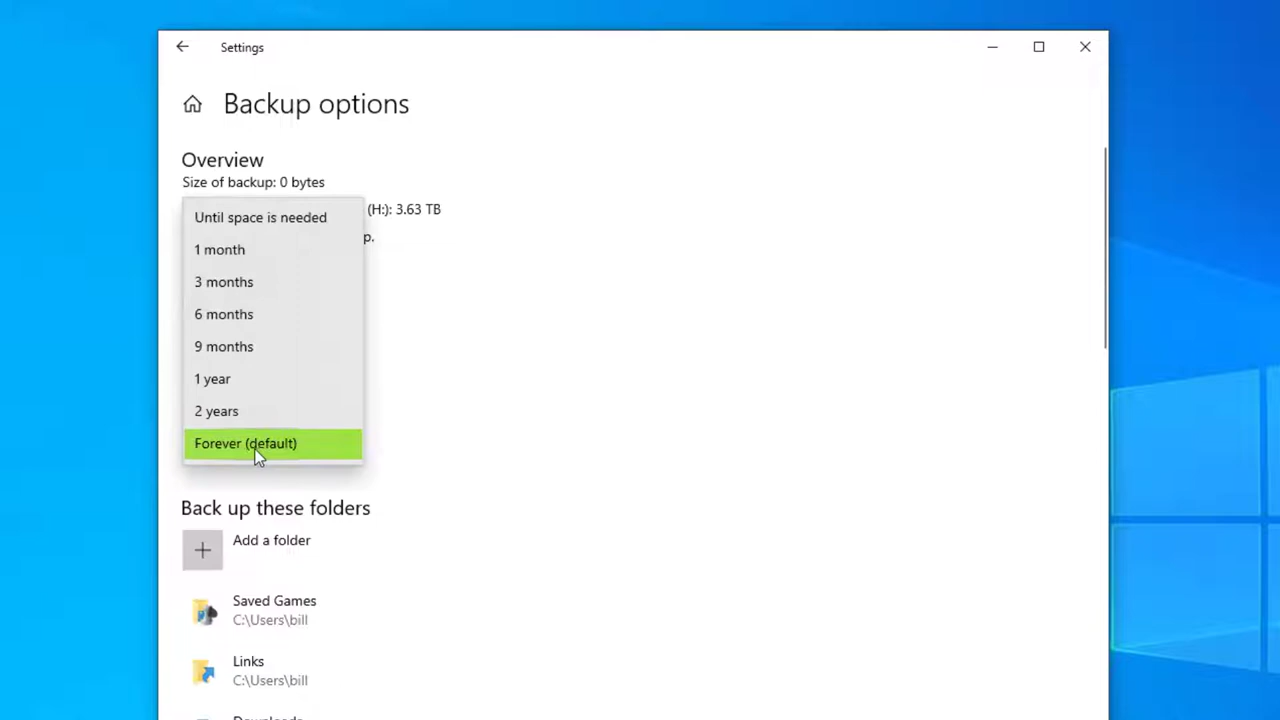 Settings
Backup options
Overview
Size of backup: 0 bytes
(H:): 3.63 TB
p.
Until space is needed
1 month
3 months
6 months
9 months
1 year
2 years
Forever (default)
Back up these folders
Add a folder
Saved Games
C:\Users\bill
Links
C:\Users\bill
Downloads